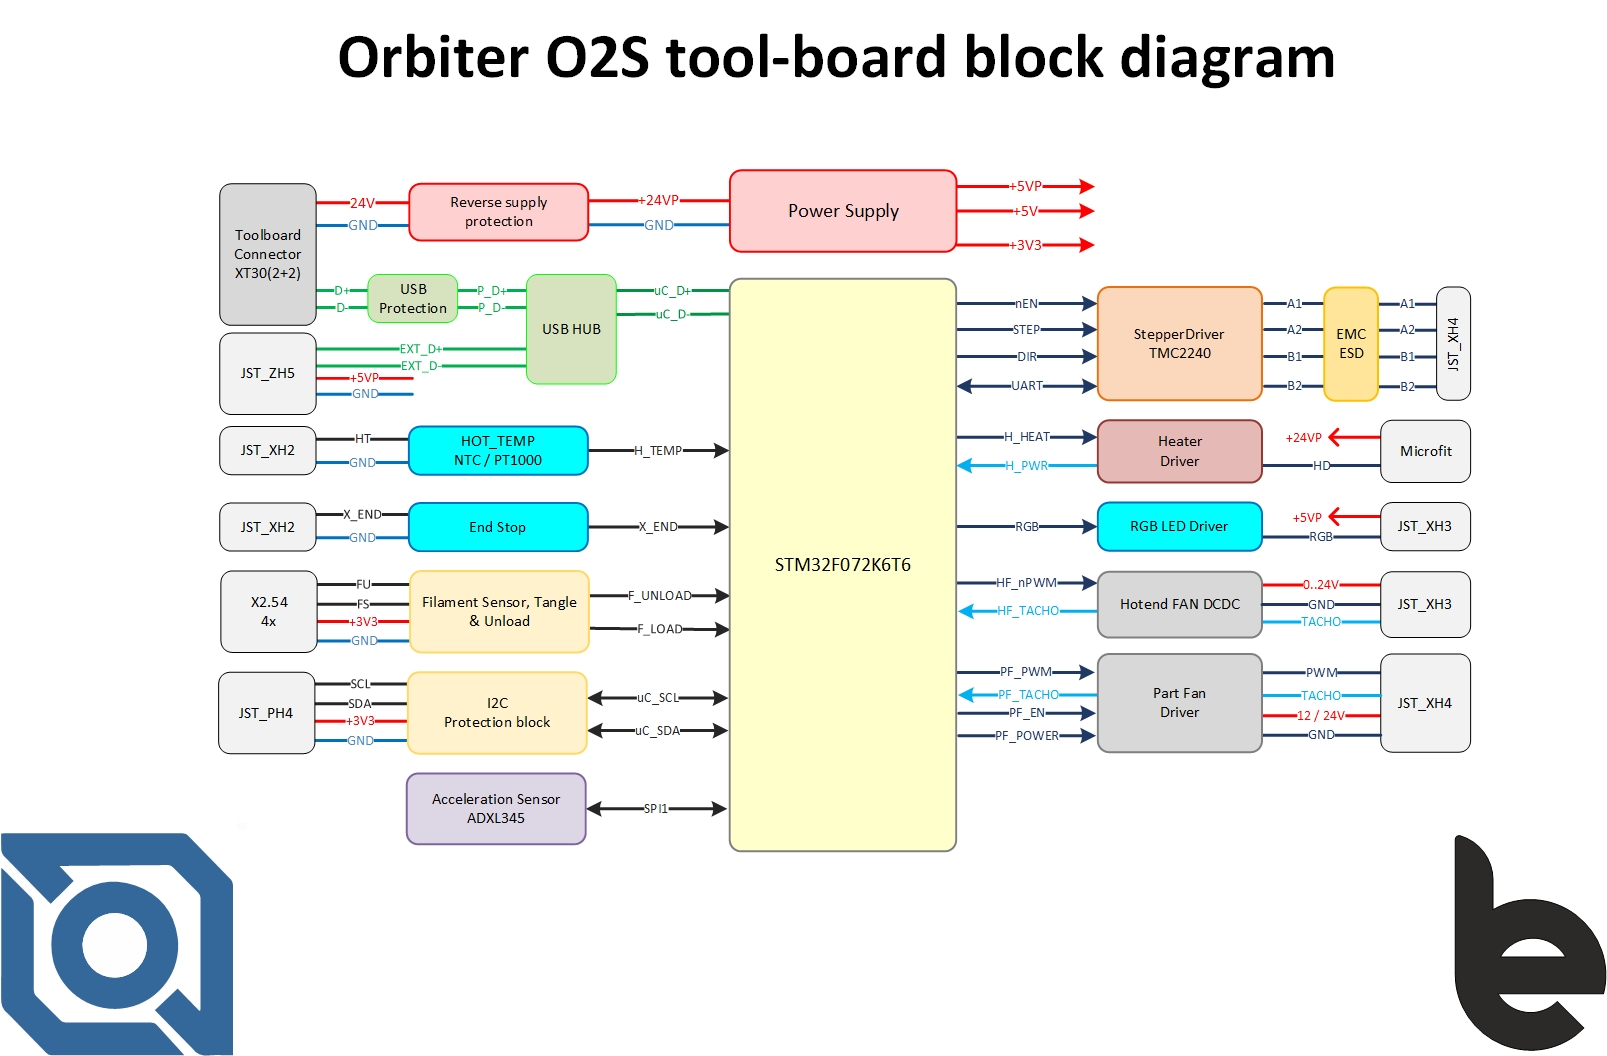 Orbiter O2S tool-board block diagram
Toolboard
Connector
XT30(2+2)
24V
GND
Reverse supply
protection
+24VP
GND
Power Supply
+5VP
+5V
+3V3
D+
D-
USB
Protection
P_D+
P_D-
USB HUB
uC_D+
uC_D-
JST_ZH5
EXT_D+
EXT_D-
+5VP
GND
JST_XH2
HT
GND
HOT_TEMP
NTC / PT1000
H_TEMP
JST_XH2
X_END
GND
End Stop
X_END
X2.54
4x
FU
FS
+3V3
GND
Filament Sensor, Tangle
& Unload
F_UNLOAD
F_LOAD
JST_PH4
SCL
SDA
+3V3
GND
I2C
Protection block
uC_SCL
uC_SDA
Acceleration Sensor
ADXL345
SPI1
STM32F072K6T6
nEN
STEP
DIR
UART
StepperDriver
TMC2240
A1
A2
B1
B2
EMC
ESD
A1
A2
B1
B2
JST_XH4
H_HEAT
H_PWR
Heater
Driver
+24VP
HD
Microfit
RGB
RGB LED Driver
+5VP
RGB
JST_XH3
HF_nPWM
HF_TACHO
Hotend FAN DCDC
0..24V
GND
TACHO
JST_XH3
PF_PWM
PF_TACHO
PF_EN
PF_POWER
Part Fan
Driver
PWM
TACHO
12 / 24V
GND
JST_XH4